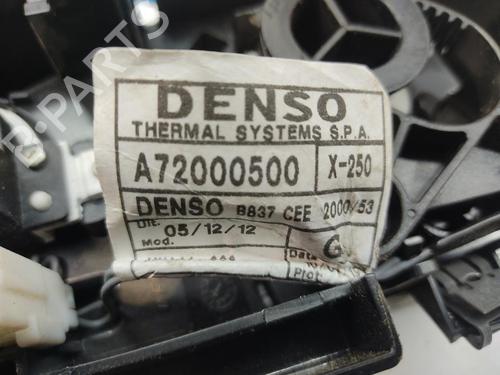 DENSO
THERMAL SYSTEMS S.P.A.
A72000500 X-250
DENSO B837 CEE 2000/53
05/12/12
Mod.
B-PARTS